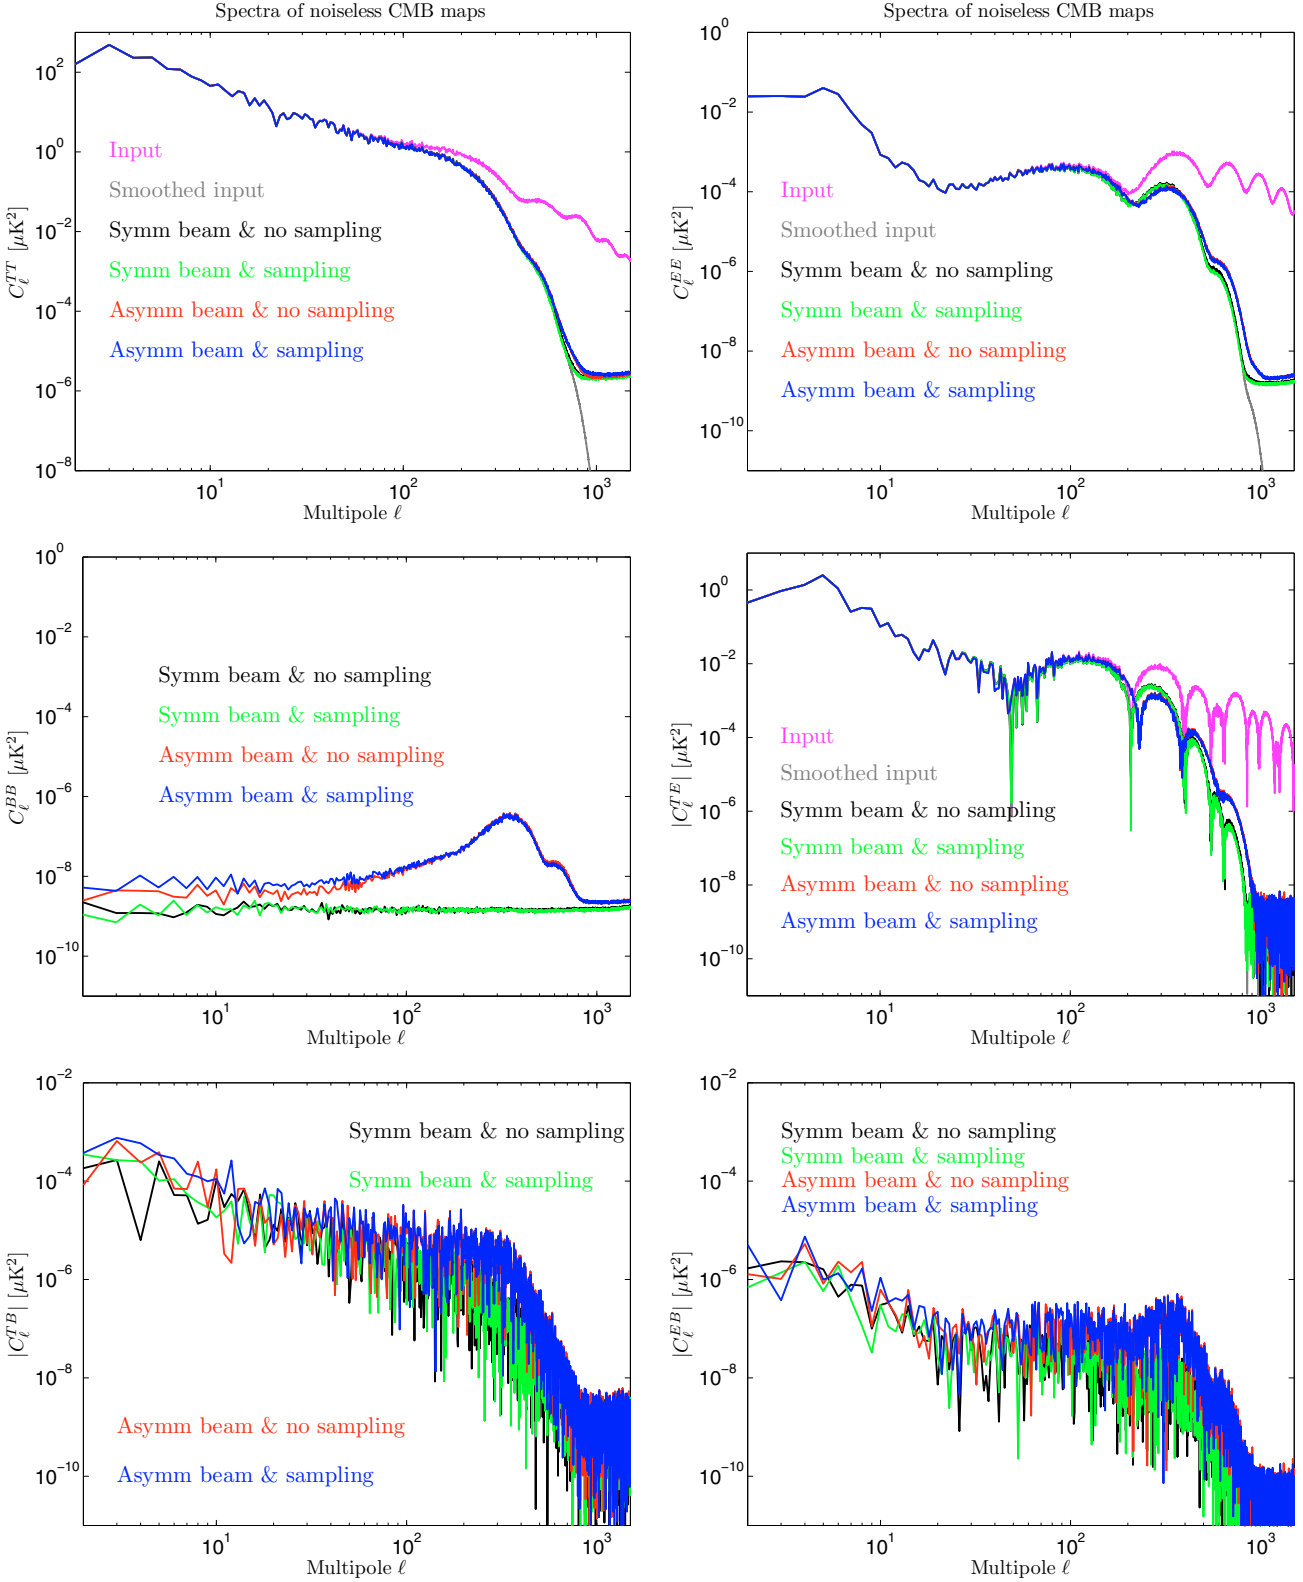 Spectra of noiseless CMB maps
10^2
10^0
10^−2
10^−4
10^−6
10^−8
C_ℓ^{TT} [μK^2]
Input
Smoothed input
Symm beam & no sampling
Symm beam & sampling
Asymm beam & no sampling
Asymm beam & sampling
10^1 10^2 10^3
Multipole ℓ
Spectra of noiseless CMB maps
10^0
10^−2
10^−4
10^−6
10^−8
10^−10
C_ℓ^{EE} [μK^2]
Input
Smoothed input
Symm beam & no sampling
Symm beam & sampling
Asymm beam & no sampling
Asymm beam & sampling
10^1 10^2 10^3
Multipole ℓ
10^0
10^−2
10^−4
10^−6
10^−8
10^−10
C_ℓ^{BB} [μK^2]
Symm beam & no sampling
Symm beam & sampling
Asymm beam & no sampling
Asymm beam & sampling
10^1 10^2 10^3
Multipole ℓ
10^0
10^−2
10^−4
10^−6
10^−8
10^−10
|C_ℓ^{TE}| [μK^2]
Input
Smoothed input
Symm beam & no sampling
Symm beam & sampling
Asymm beam & no sampling
Asymm beam & sampling
10^1 10^2 10^3
Multipole ℓ
10^−2
10^−4
10^−6
10^−8
10^−10
|C_ℓ^{TB}| [μK^2]
Symm beam & no sampling
Symm beam & sampling
Asymm beam & no sampling
Asymm beam & sampling
10^1 10^2 10^3
Multipole ℓ
10^−2
10^−4
10^−6
10^−8
10^−10
|C_ℓ^{EB}| [μK^2]
Symm beam & no sampling
Symm beam & sampling
Asymm beam & no sampling
Asymm beam & sampling
10^1 10^2 10^3
Multipole ℓ